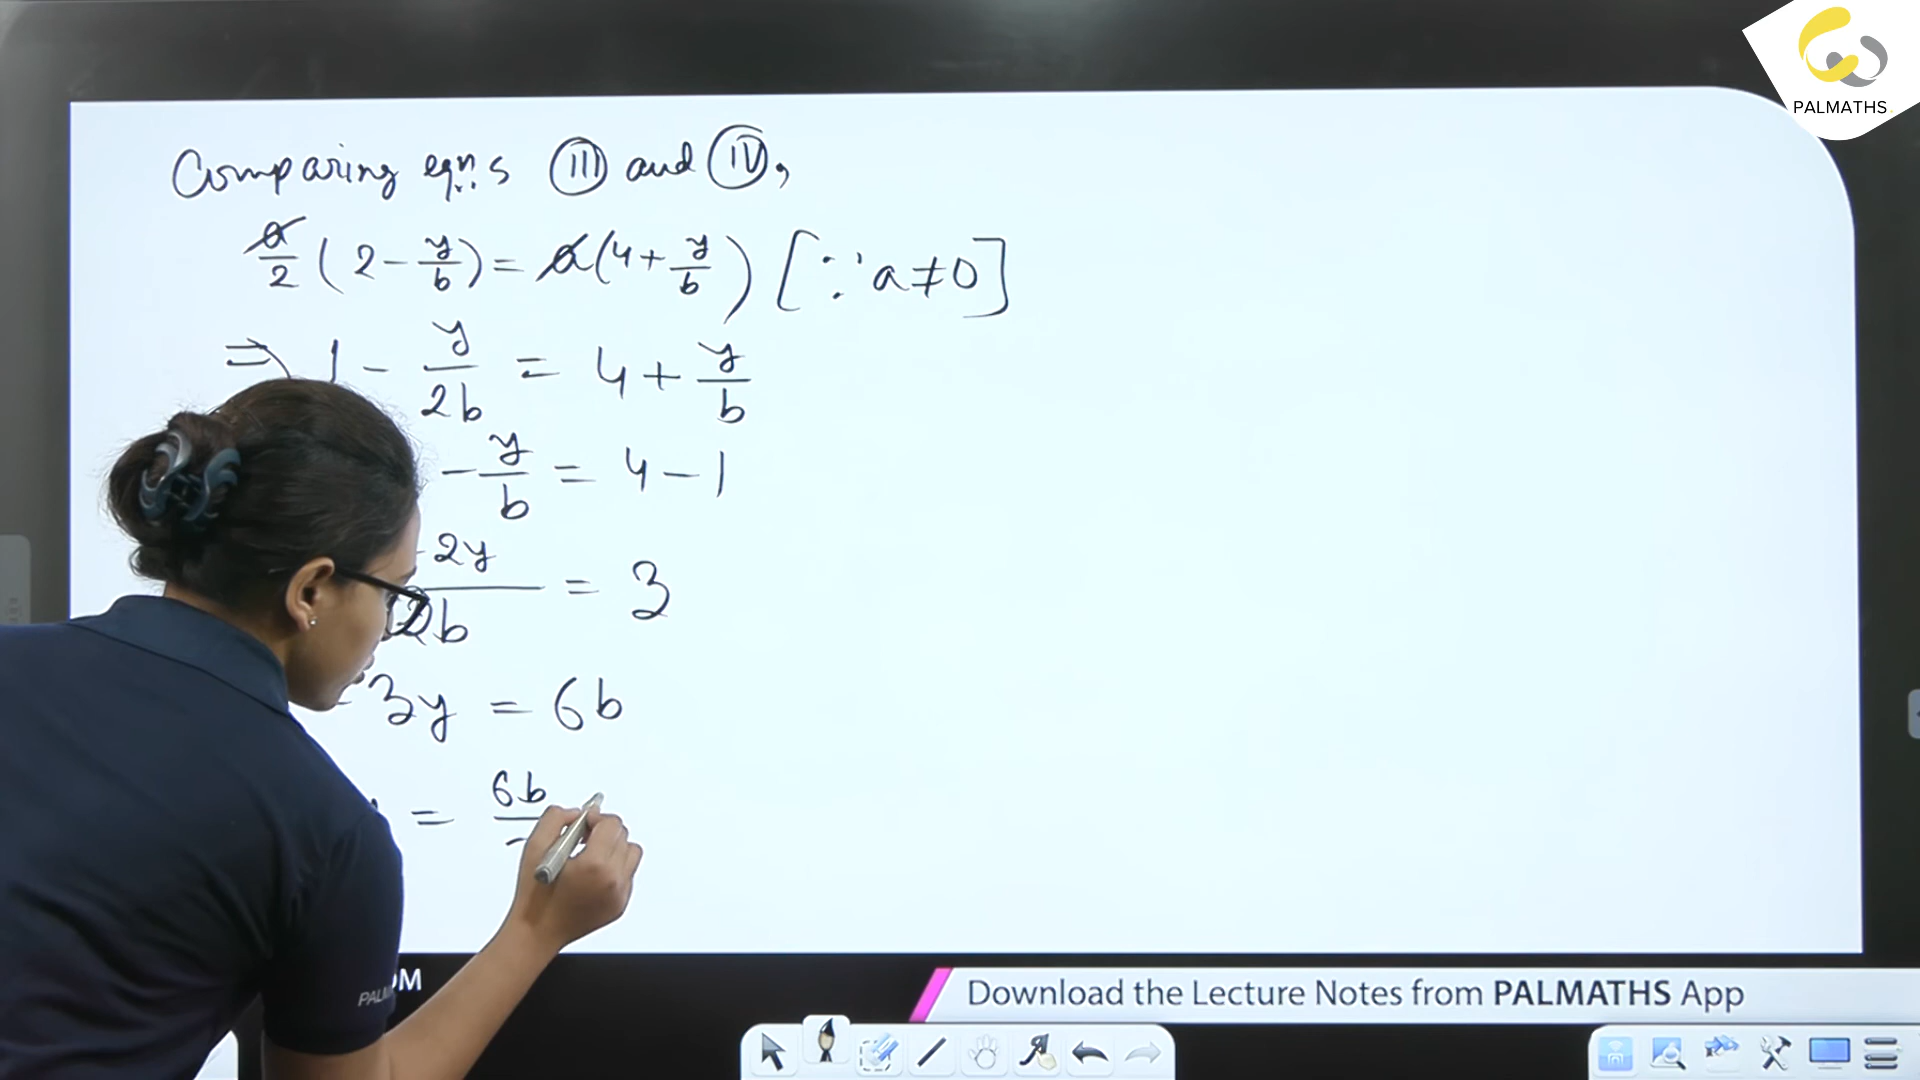 PALMATHS.
Comparing eqn.s (III) and (IV),
a/2 (2 - y/b) = a(4 + y/b) [∵ a ≠ 0]
⇒ 1 - y/2b = 4 + y/b
- y/b = 4 - 1
- 2y / 2b = 3
- 3y = 6b
= 6b
Download the Lecture Notes from PALMATHS App